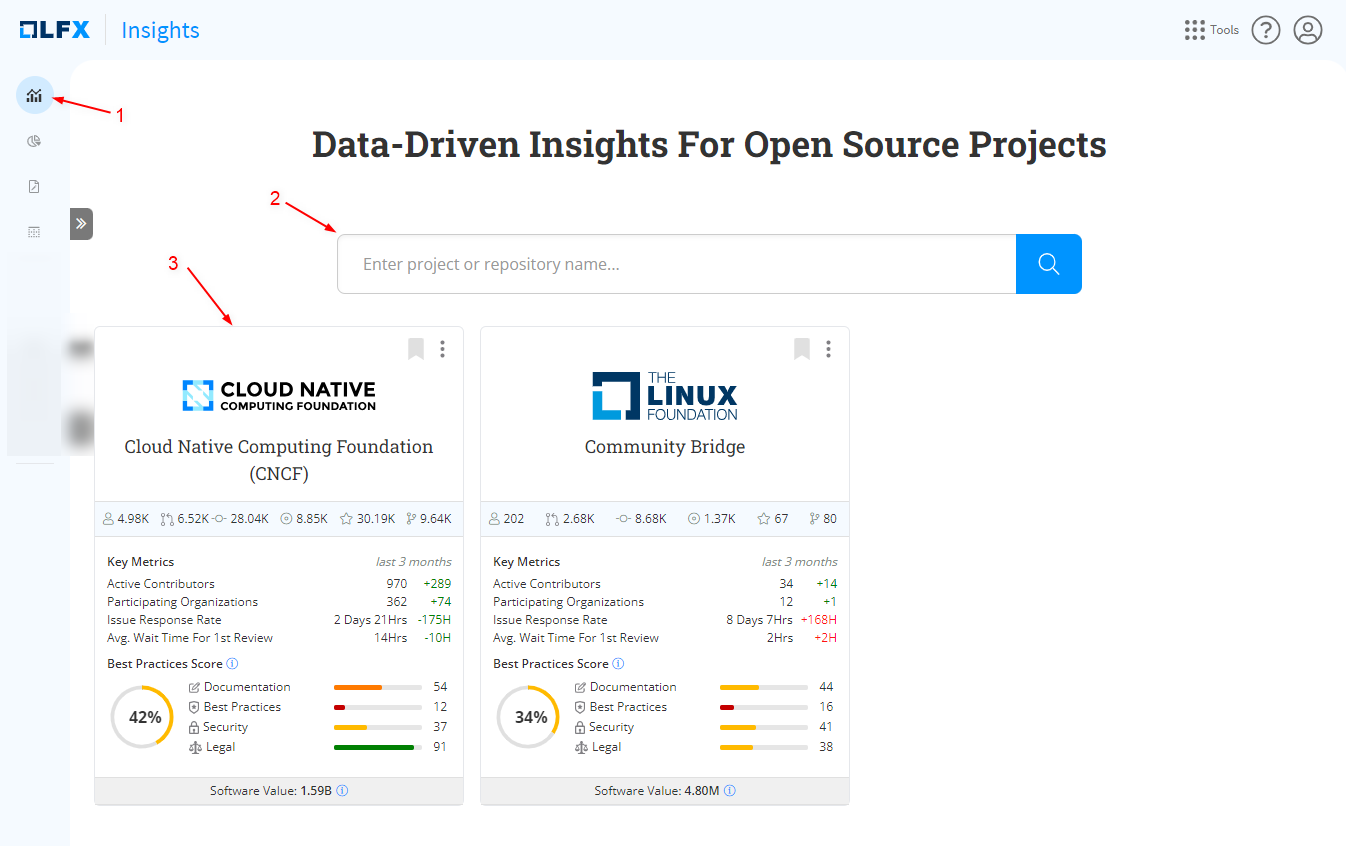 LFX Insights
Tools
1
Data-Driven Insights For Open Source Projects
2
Enter project or repository name...
3
CLOUD NATIVE
COMPUTING FOUNDATION
Cloud Native Computing Foundation
(CNCF)
4.98K 6.52K 28.04K 8.85K 30.19K 9.64K
Key Metrics last 3 months
Active Contributors 970 +289
Participating Organizations 362 +74
Issue Response Rate 2 Days 21Hrs -175H
Avg. Wait Time For 1st Review 14Hrs -10H
Best Practices Score
42%
Documentation 54
Best Practices 12
Security 37
Legal 91
Software Value: 1.59B
THE
LINUX
FOUNDATION
Community Bridge
202 2.68K 8.68K 1.37K 67 80
Key Metrics last 3 months
Active Contributors 34 +14
Participating Organizations 12 +1
Issue Response Rate 8 Days 7Hrs +168H
Avg. Wait Time For 1st Review 2Hrs +2H
Best Practices Score
34%
Documentation 44
Best Practices 16
Security 41
Legal 38
Software Value: 4.80M